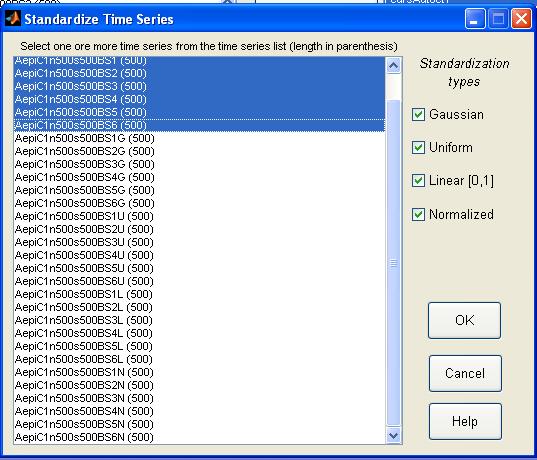 Standardize Time Series
Select one ore more time series from the time series list (length in parenthesis)
AepiC1n500s500BS1 (500)
AepiC1n500s500BS2 (500)
AepiC1n500s500BS3 (500)
AepiC1n500s500BS4 (500)
AepiC1n500s500BS5 (500)
AepiC1n500s500BS6 (500)
AepiC1n500s500BS1G (500)
AepiC1n500s500BS2G (500)
AepiC1n500s500BS3G (500)
AepiC1n500s500BS4G (500)
AepiC1n500s500BS5G (500)
AepiC1n500s500BS6G (500)
AepiC1n500s500BS1U (500)
AepiC1n500s500BS2U (500)
AepiC1n500s500BS3U (500)
AepiC1n500s500BS4U (500)
AepiC1n500s500BS5U (500)
AepiC1n500s500BS6U (500)
AepiC1n500s500BS1L (500)
AepiC1n500s500BS2L (500)
AepiC1n500s500BS3L (500)
AepiC1n500s500BS4L (500)
AepiC1n500s500BS5L (500)
AepiC1n500s500BS6L (500)
AepiC1n500s500BS1N (500)
AepiC1n500s500BS2N (500)
AepiC1n500s500BS3N (500)
AepiC1n500s500BS4N (500)
AepiC1n500s500BS5N (500)
AepiC1n500s500BS6N (500)
Standardization
types
Gaussian
Uniform
Linear [0,1]
Normalized
OK
Cancel
Help